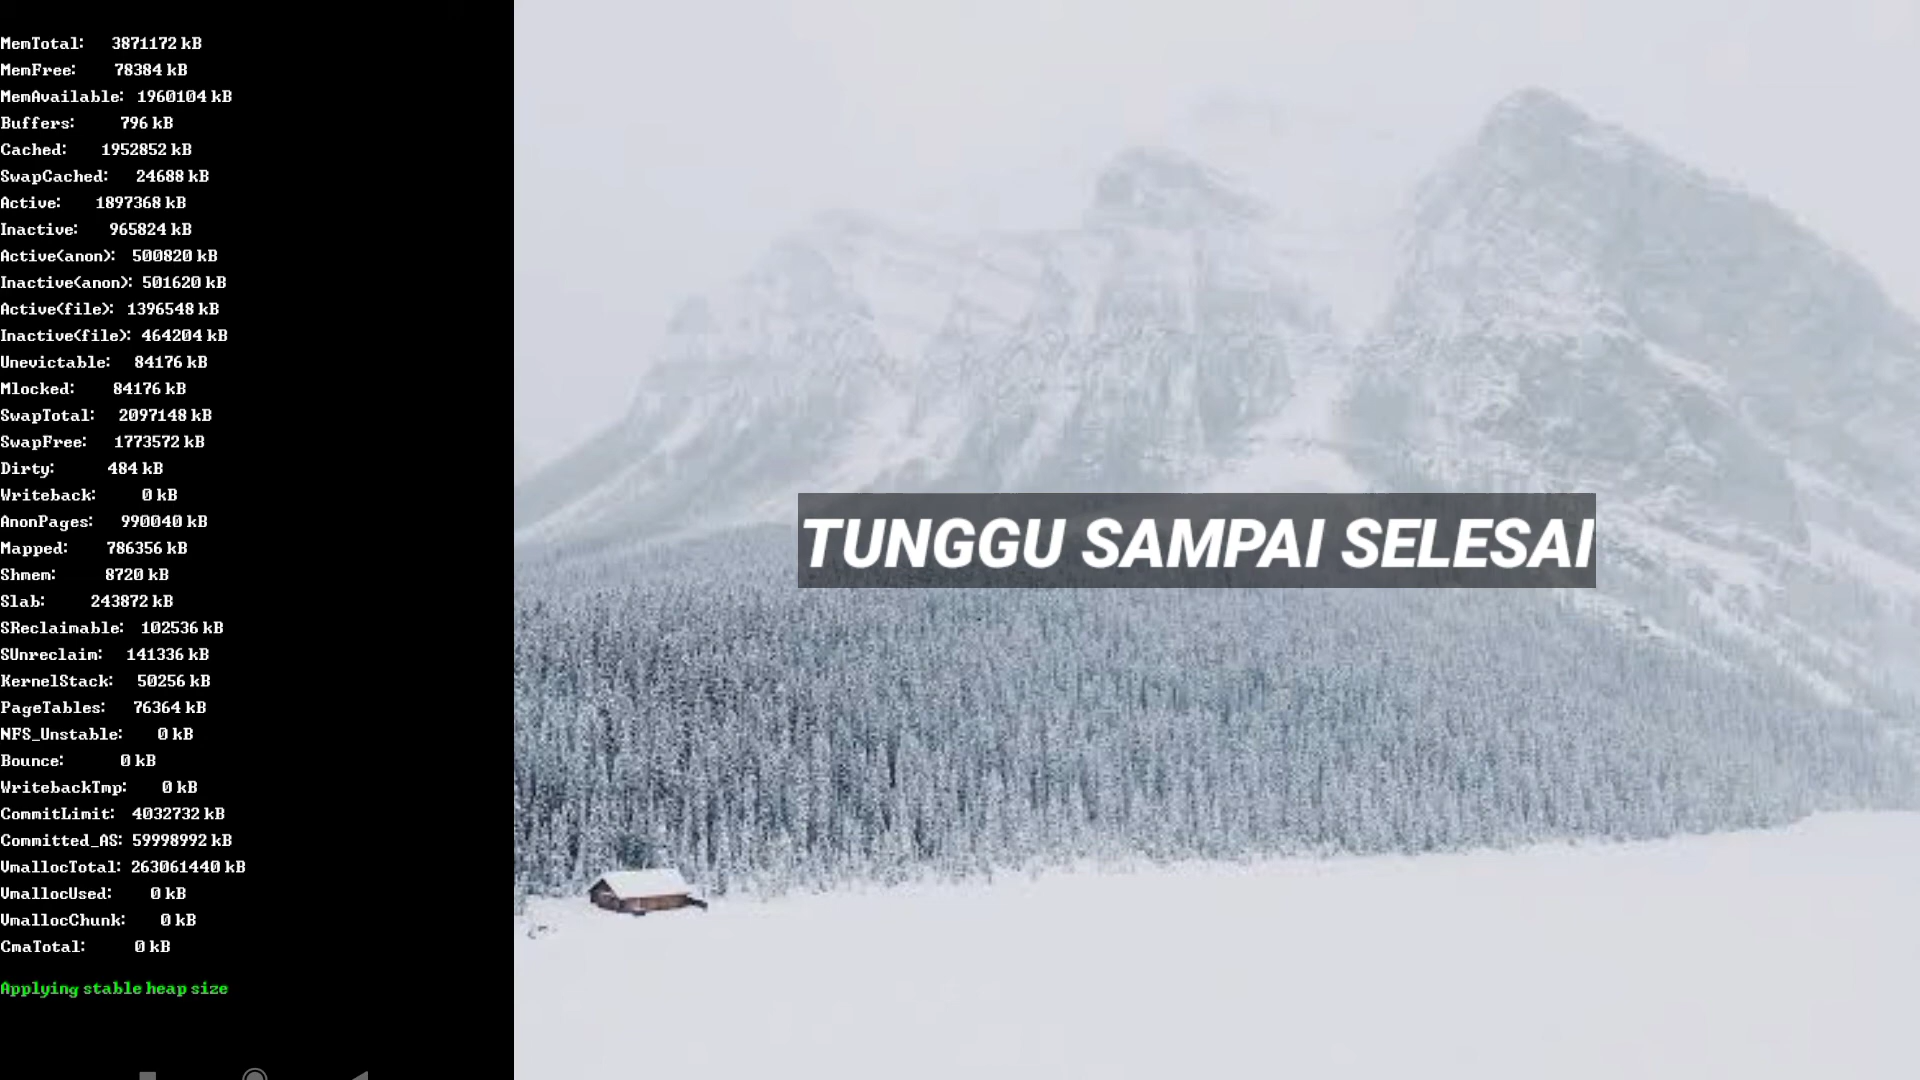 MemTotal: 3871172 kB
MemFree: 78384 kB
MemAvailable: 1960104 kB
Buffers: 796 kB
Cached: 1952852 kB
SwapCached: 24688 kB
Active: 1897368 kB
Inactive: 965824 kB
Active(anon): 500820 kB
Inactive(anon): 501620 kB
Active(file): 1396548 kB
Inactive(file): 464204 kB
Unevictable: 84176 kB
Mlocked: 84176 kB
SwapTotal: 2097148 kB
SwapFree: 1773572 kB
Dirty: 484 kB
Writeback: 0 kB
AnonPages: 990040 kB
Mapped: 786356 kB
Shmem: 8720 kB
Slab: 243872 kB
SReclaimable: 102536 kB
SUnreclaim: 141336 kB
KernelStack: 50256 kB
PageTables: 76364 kB
NFS_Unstable: 0 kB
Bounce: 0 kB
WritebackTmp: 0 kB
CommitLimit: 4032732 kB
Committed_AS: 59998992 kB
VmallocTotal: 263061440 kB
VmallocUsed: 0 kB
VmallocChunk: 0 kB
CmaTotal: 0 kB
Applying stable heap size
TUNGGU SAMPAI SELESAI